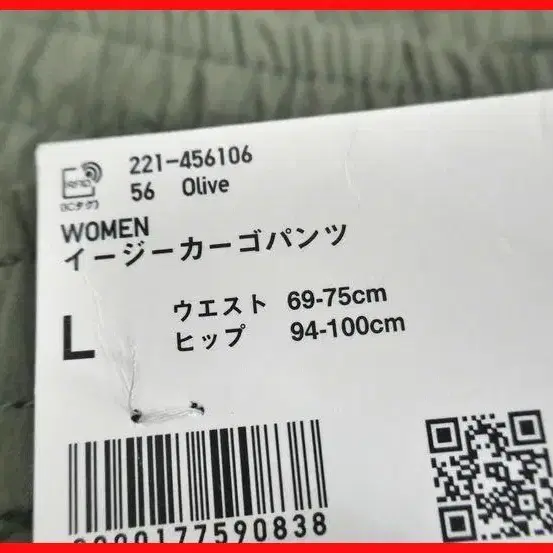 221-456106
56 Olive
RFID
(ICタグ)
WOMEN
イージーカーゴパンツ
L
ウエスト 69-75cm
ヒップ 94-100cm